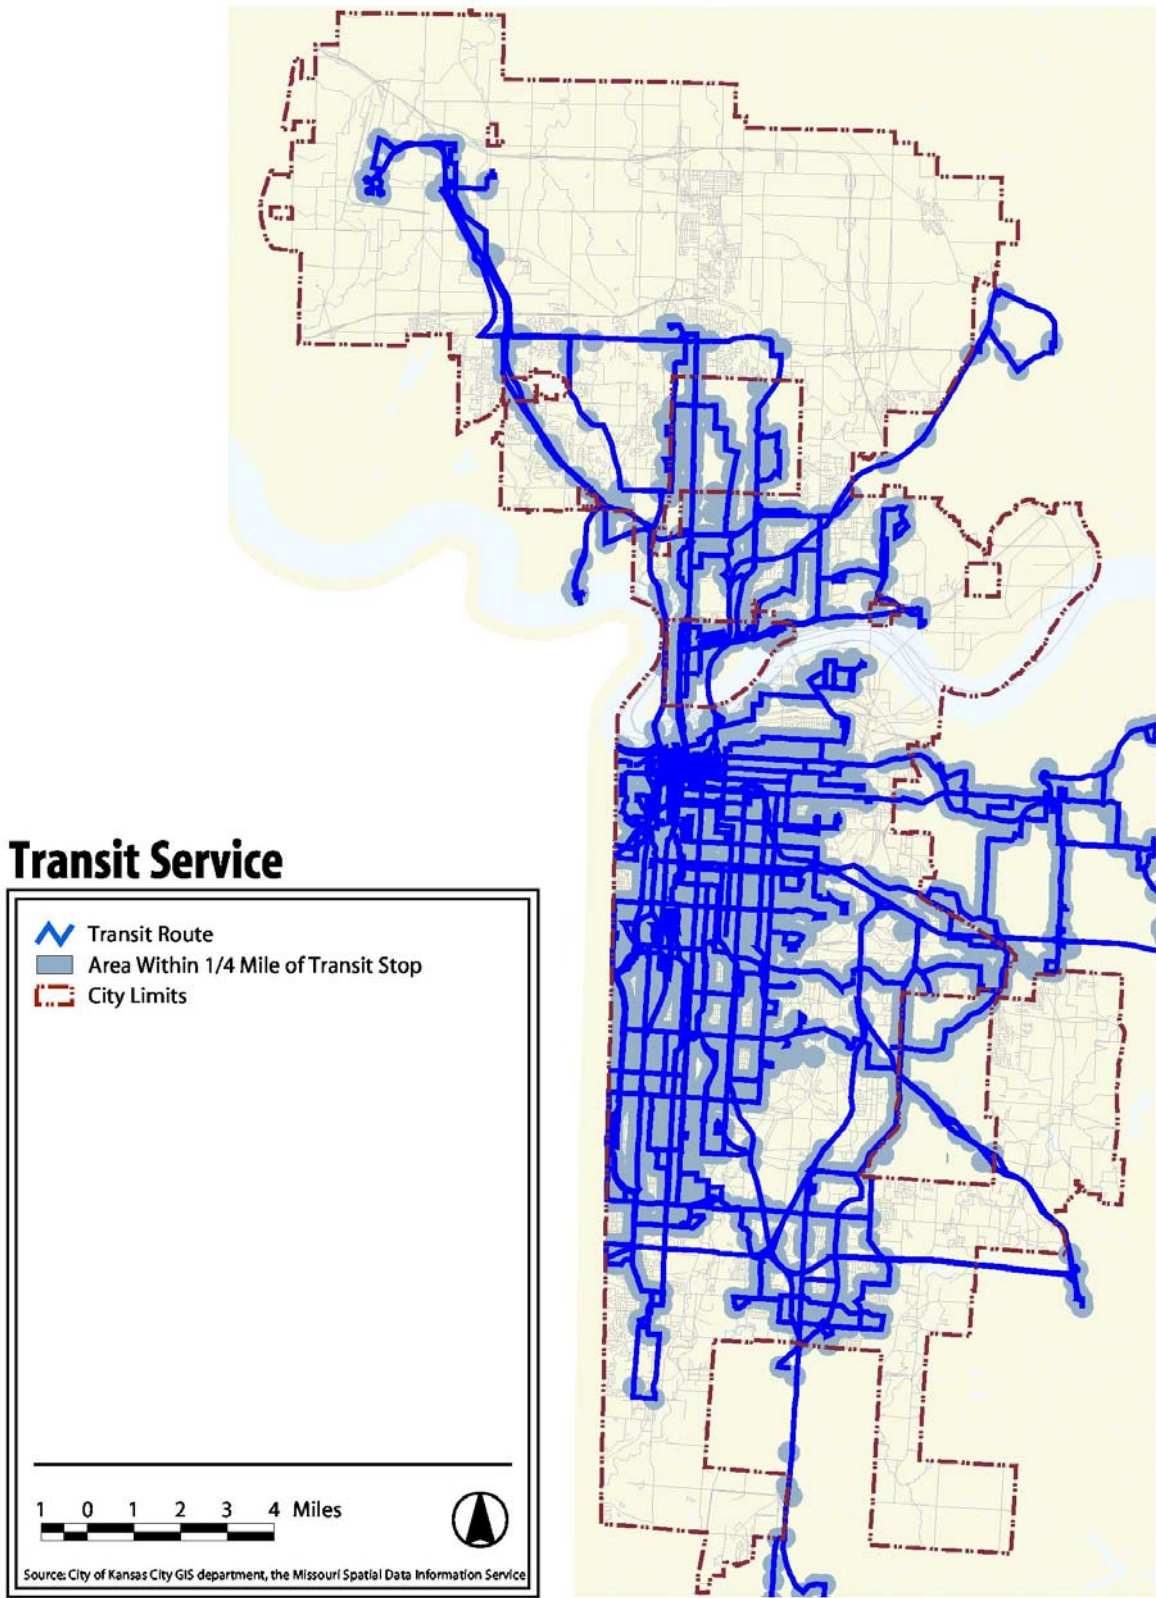 Transit Service
Transit Route
Area Within 1/4 Mile of Transit Stop
City Limits
1 0 1 2 3 4 Miles
Source: City of Kansas City GIS department, the Missouri Spatial Data Information Service